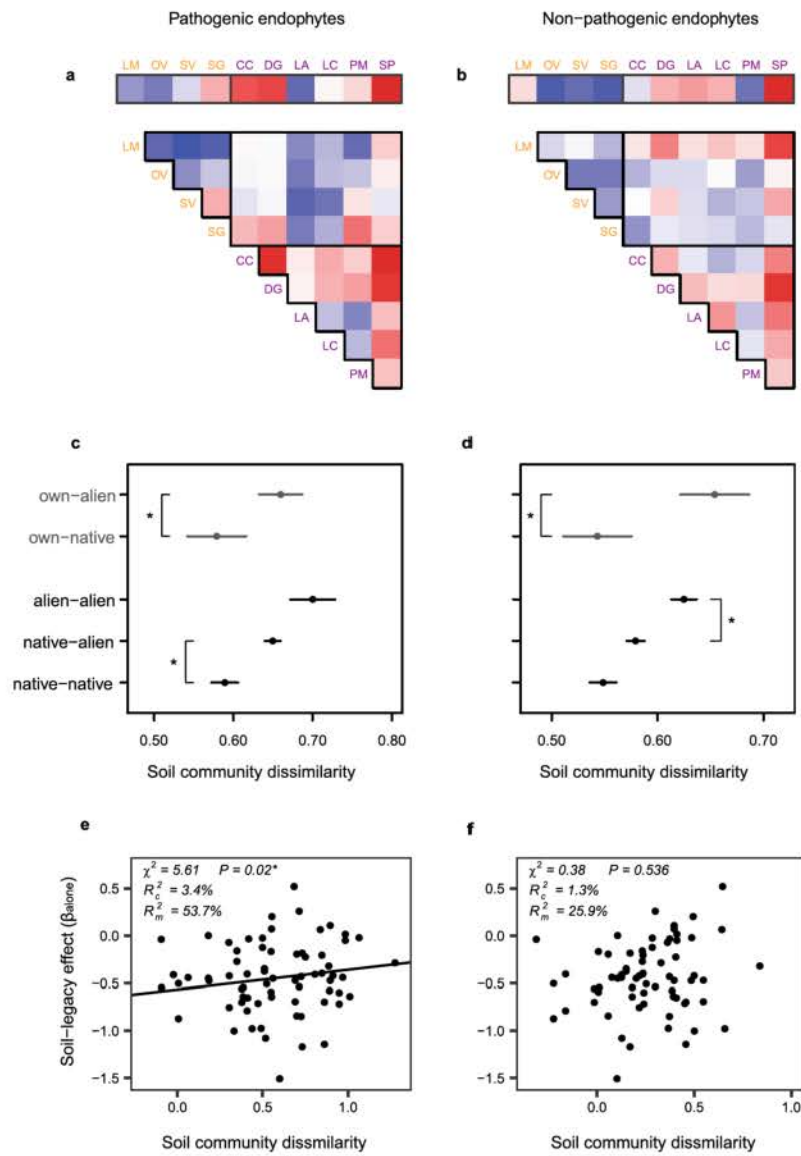 Pathogenic endophytes
Non-pathogenic endophytes
a
LM OV SV SG CC DG LA LC PM SP
LM
OV
SV
SG
CC
DG
LA
LC
PM
b
LM OV SV SG CC DG LA LC PM SP
LM
OV
SV
SG
CC
DG
LA
LC
PM
c
own−alien
own−native
alien−alien
native−alien
native−native
*
*
0.50 0.60 0.70 0.80
Soil community dissimilarity
d
*
*
0.50 0.60 0.70
Soil community dissimilarity
e
χ² = 5.61 P = 0.02*
R²c = 3.4%
R²m = 53.7%
Soil−legacy effect (βalone)
0.5
0.0
−0.5
−1.0
−1.5
0.0 0.5 1.0
Soil community dissmilarity
f
χ² = 0.38 P = 0.536
R²c = 1.3%
R²m = 25.9%
0.5
0.0
−0.5
−1.0
−1.5
0.0 0.5 1.0
Soil community dissmilarity